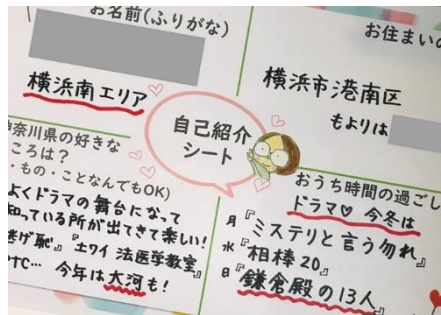 お名前(ふりがな)
横浜南エリア
お住まいの
横浜市港南区
もよりは
自己紹介
シート
奈川県の好きな
ころは?
・もの・ことなんでもOK)
よくドラマの舞台になって
知っている所が出てきて楽しい!
逃げ恥』『土ワイ 法医学教室』
etc… 今年は大河も!
おうち時間の過ごし
ドラマ♡ 今冬は
月『ミステリと言う勿れ』
水『相棒20』
日『鎌倉殿の13人』